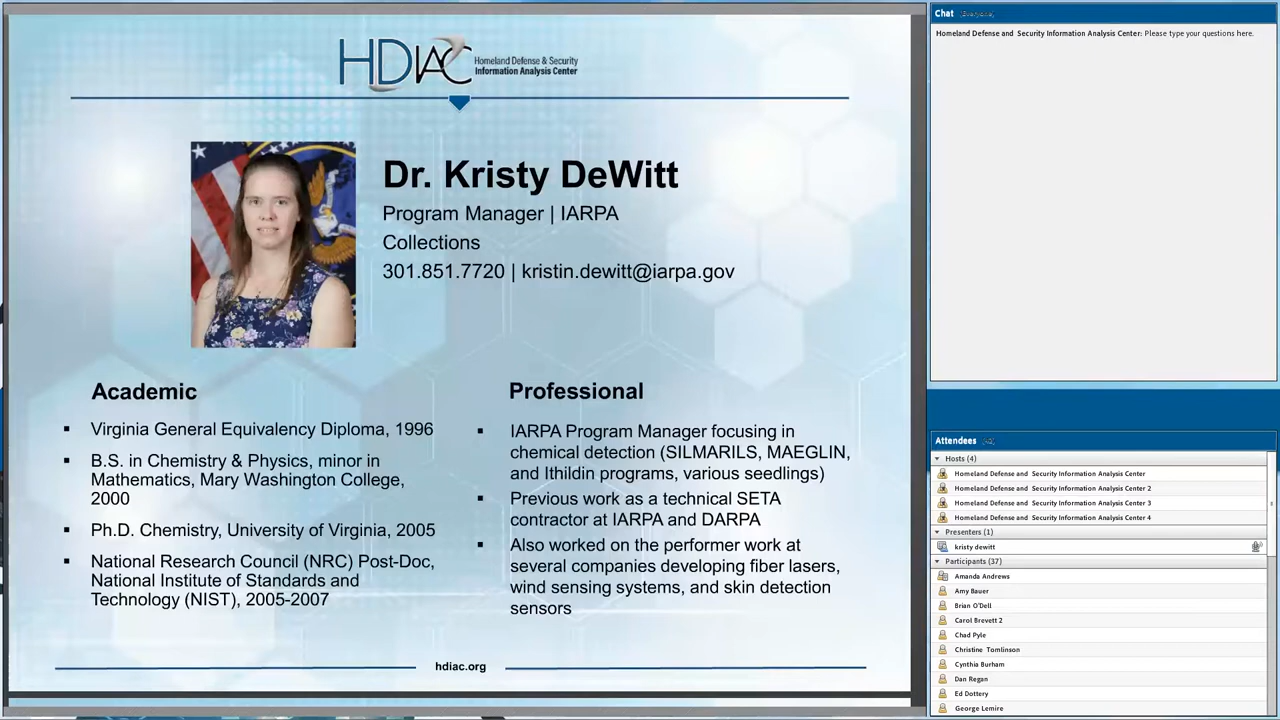 HDIAC
Homeland Defense & Security
Information Analysis Center
Dr. Kristy DeWitt
Program Manager | IARPA
Collections
301.851.7720 | kristin.dewitt@iarpa.gov
Academic
▪ Virginia General Equivalency Diploma, 1996
▪ B.S. in Chemistry & Physics, minor in
Mathematics, Mary Washington College,
2000
▪ Ph.D. Chemistry, University of Virginia, 2005
▪ National Research Council (NRC) Post-Doc,
National Institute of Standards and
Technology (NIST), 2005-2007
Professional
▪ IARPA Program Manager focusing in
chemical detection (SILMARILS, MAEGLIN,
and Ithildin programs, various seedlings)
▪ Previous work as a technical SETA
contractor at IARPA and DARPA
▪ Also worked on the performer work at
several companies developing fiber lasers,
wind sensing systems, and skin detection
sensors
hdiac.org
Chat (Everyone)
Homeland Defense and Security Information Analysis Center: Please type your questions here.
Attendees (42)
Hosts (4)
Homeland Defense and Security Information Analysis Center
Homeland Defense and Security Information Analysis Center 2
Homeland Defense and Security Information Analysis Center 3
Homeland Defense and Security Information Analysis Center 4
Presenters (1)
kristy dewitt
Participants (37)
Amanda Andrews
Amy Bauer
Brian O'Dell
Carol Brevett 2
Chad Pyle
Christine Tomlinson
Cynthia Burham
Dan Regan
Ed Dottery
George Lemire